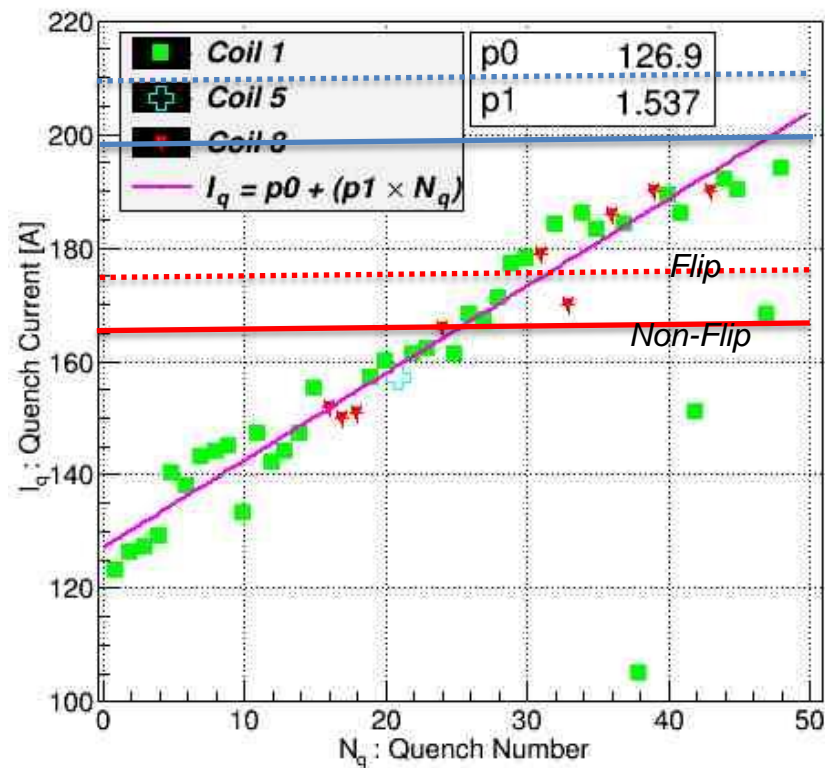 220
200
180
160
140
120
100
0
10
20
30
40
50
I_q : Quench Current [A]
N_q : Quench Number
Coil 1
Coil 5
Coil 8
I_q = p0 + (p1 × N_q)
p0 126.9
p1 1.537
Flip
Non-Flip